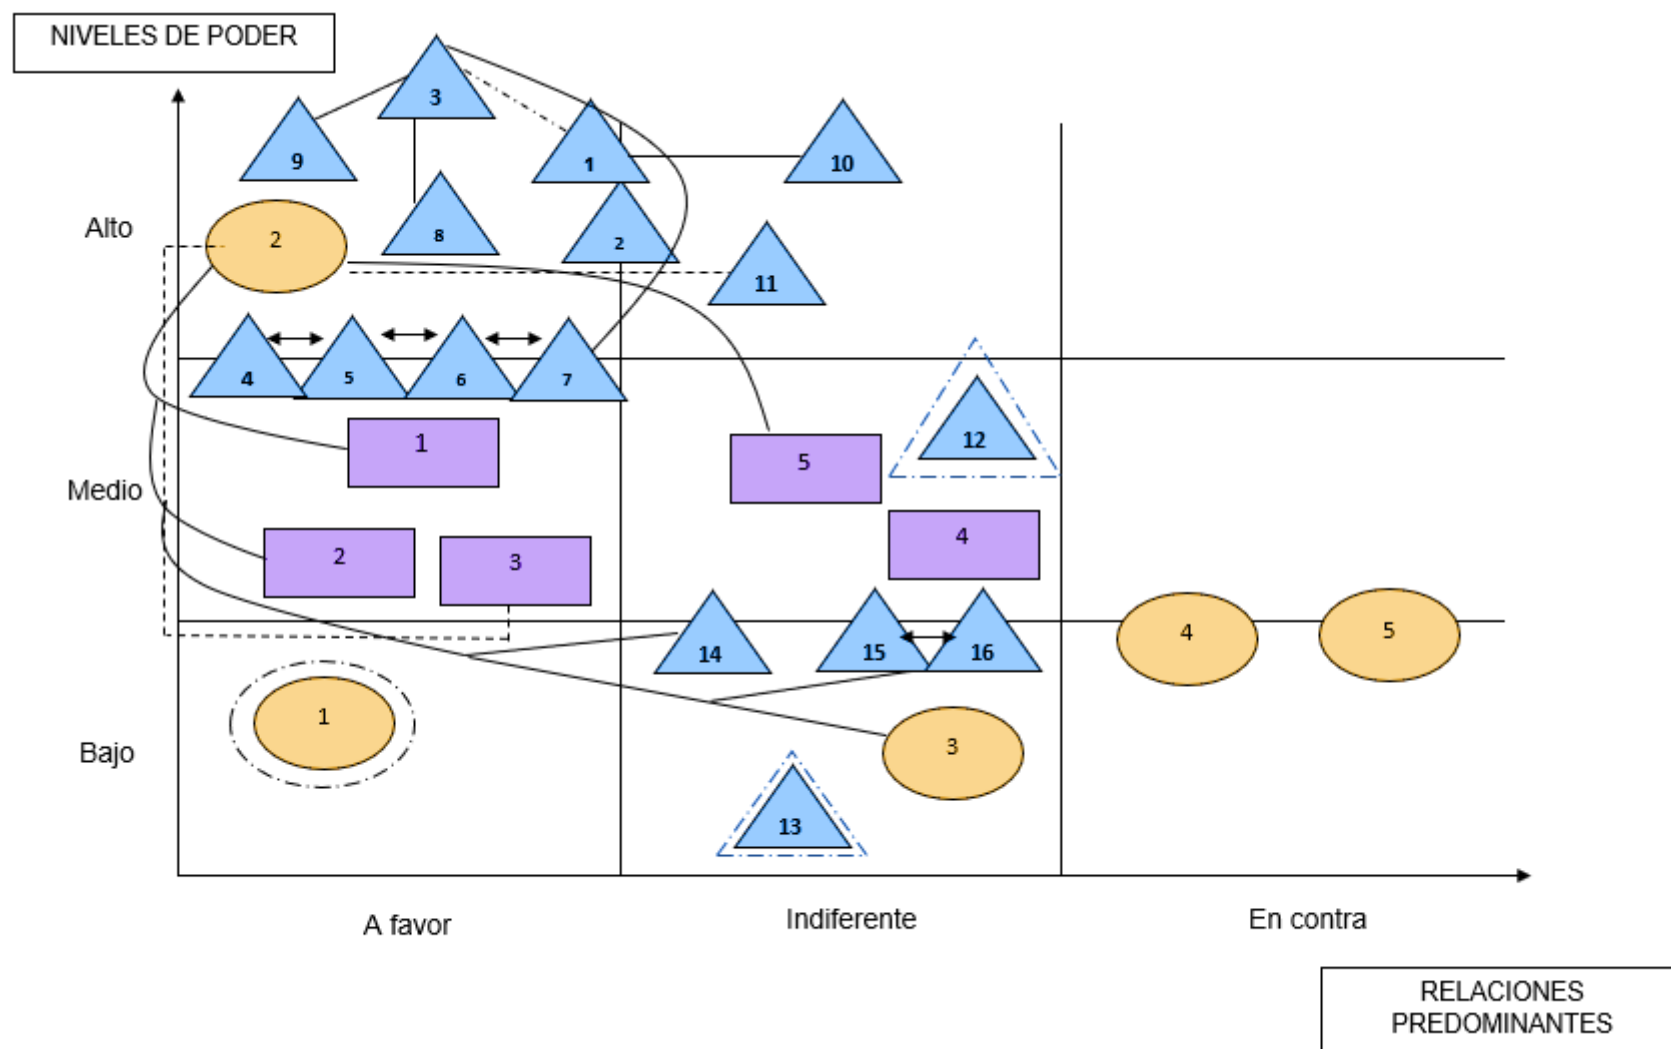 NIVELES DE PODER
3
9
1
10
Alto
2
8
2
11
4
5
6
7
1
5
12
Medio
2
3
4
14
15
16
4
5
1
3
Bajo
13
A favor
Indiferente
En contra
RELACIONES
PREDOMINANTES